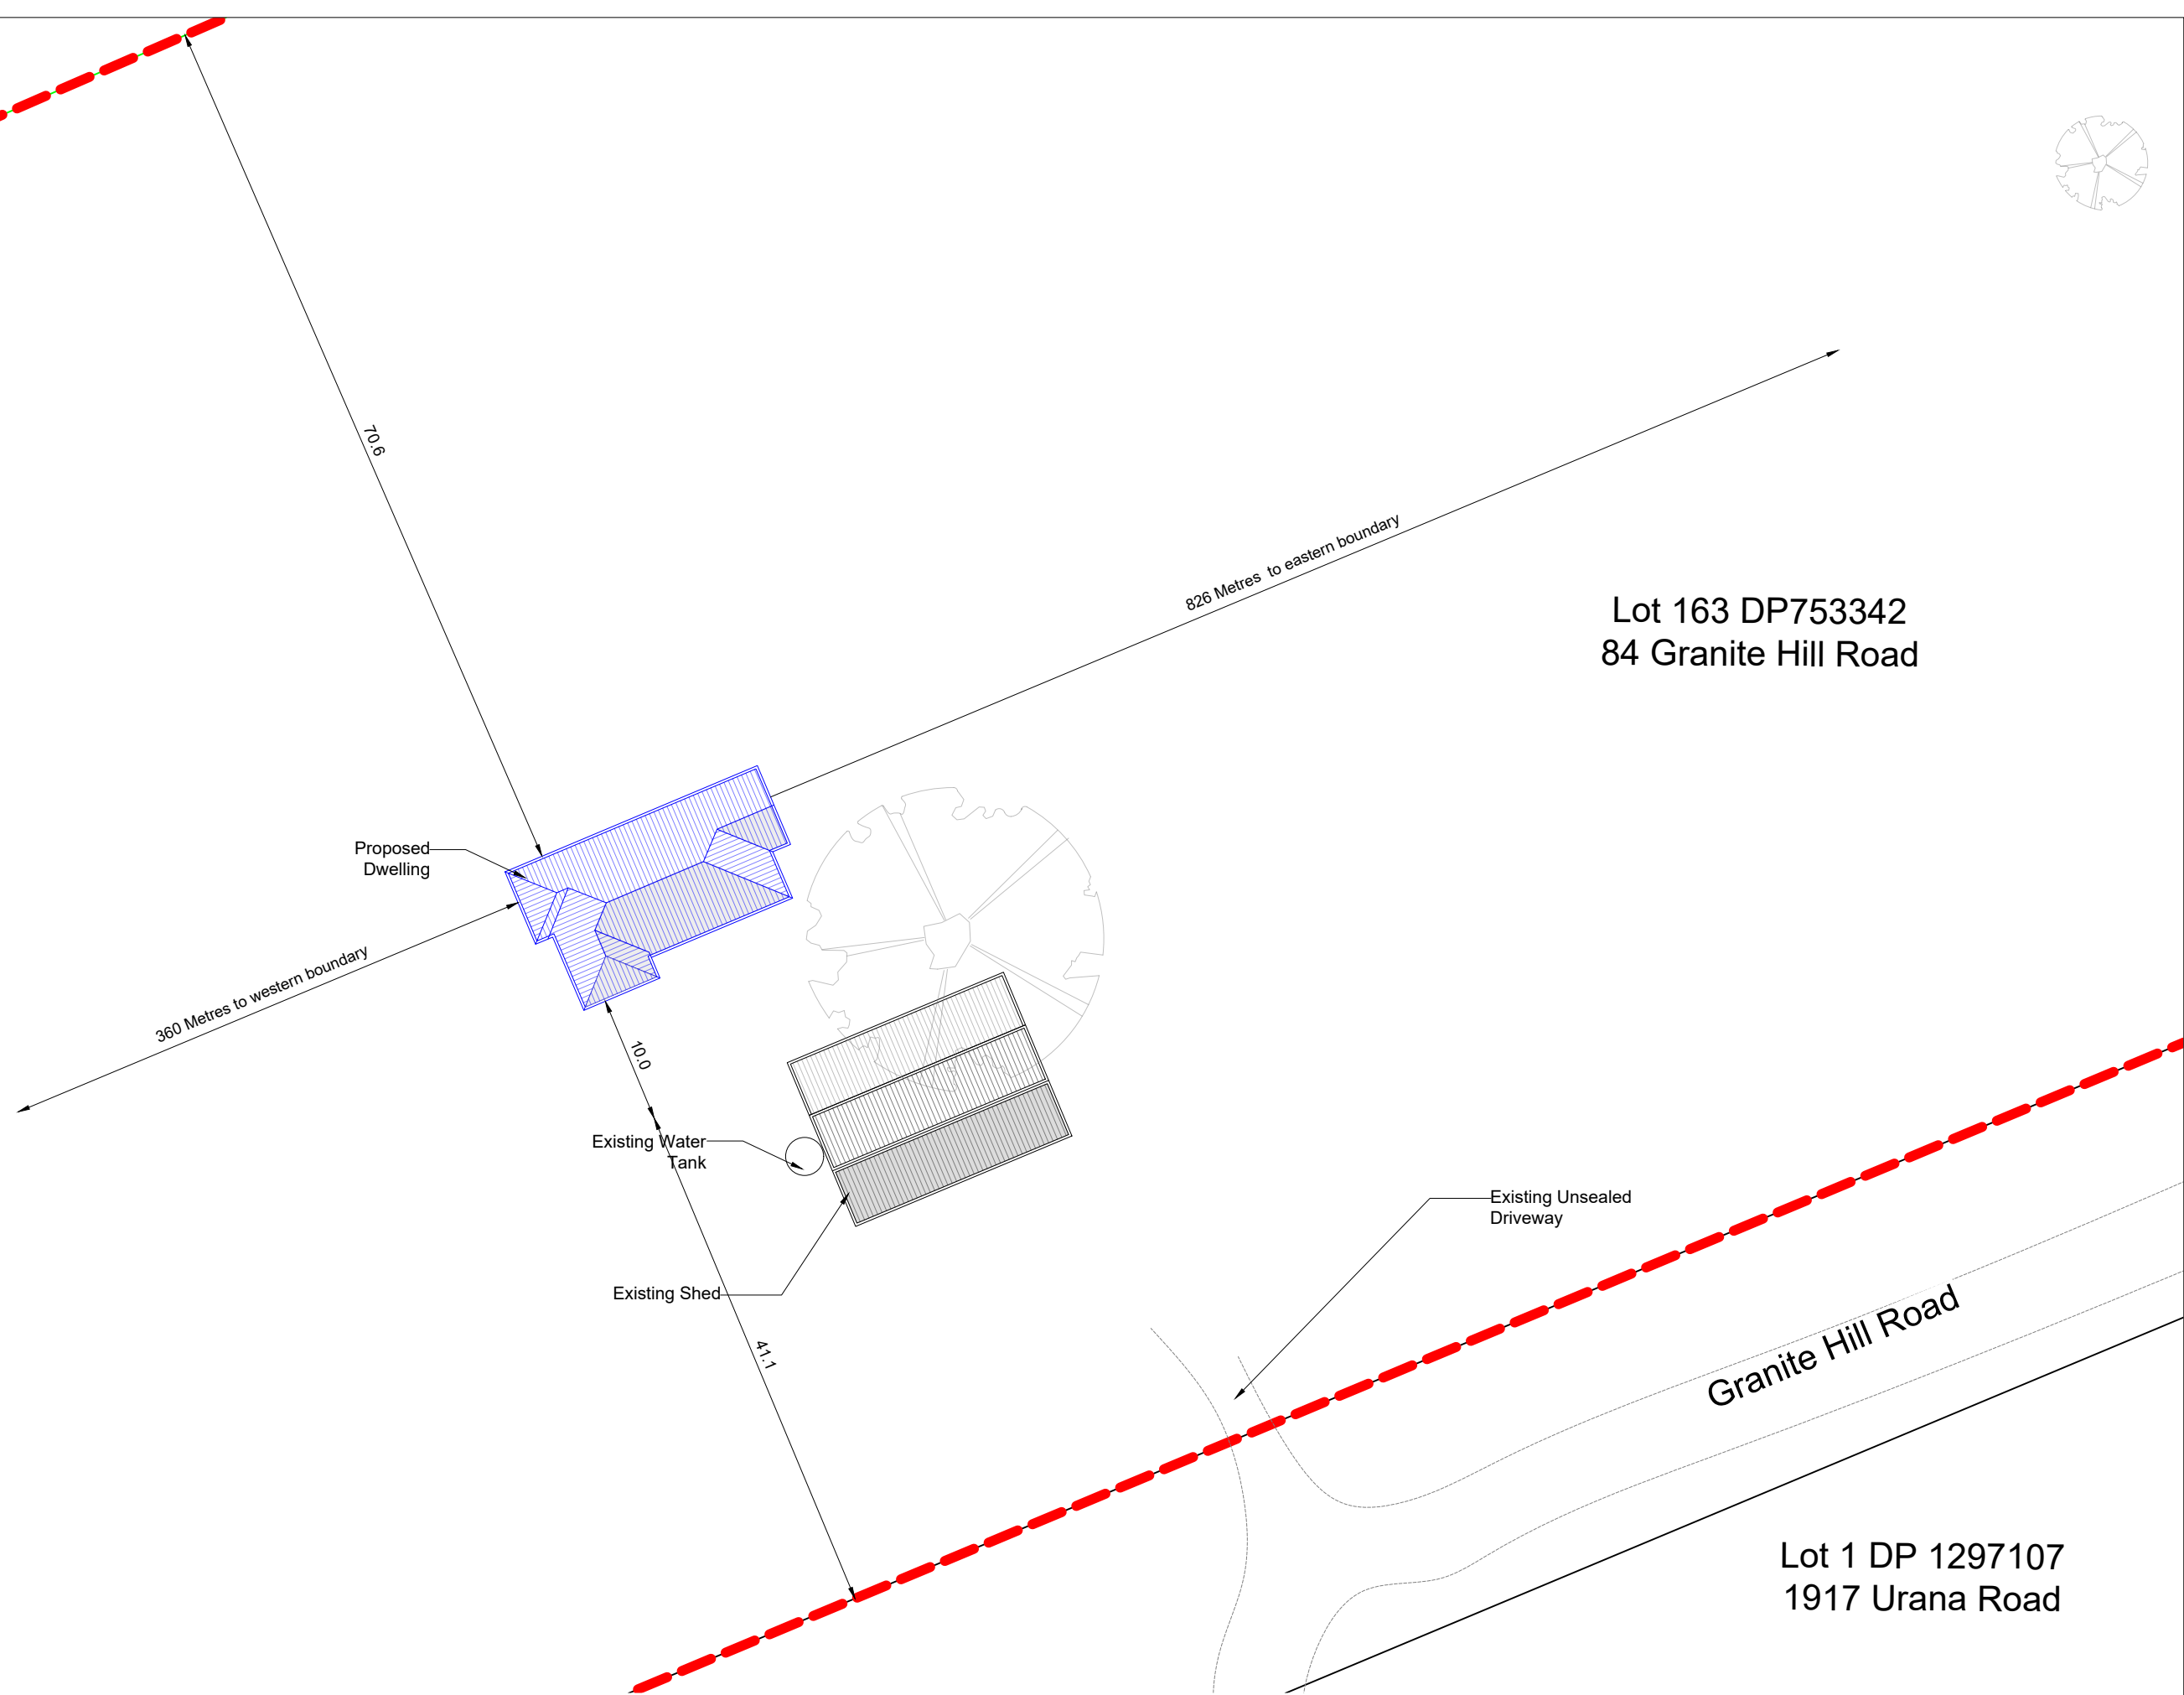 70.6
826 Metres  to eastern boundary
Lot 163 DP753342
84 Granite Hill Road
Proposed
Dwelling
360 Metres to western boundary
10.0
Existing Water
Tank
Existing Unsealed
Driveway
Existing Shed
41.1
Granite Hill Road
Lot 1 DP 1297107
1917 Urana Road